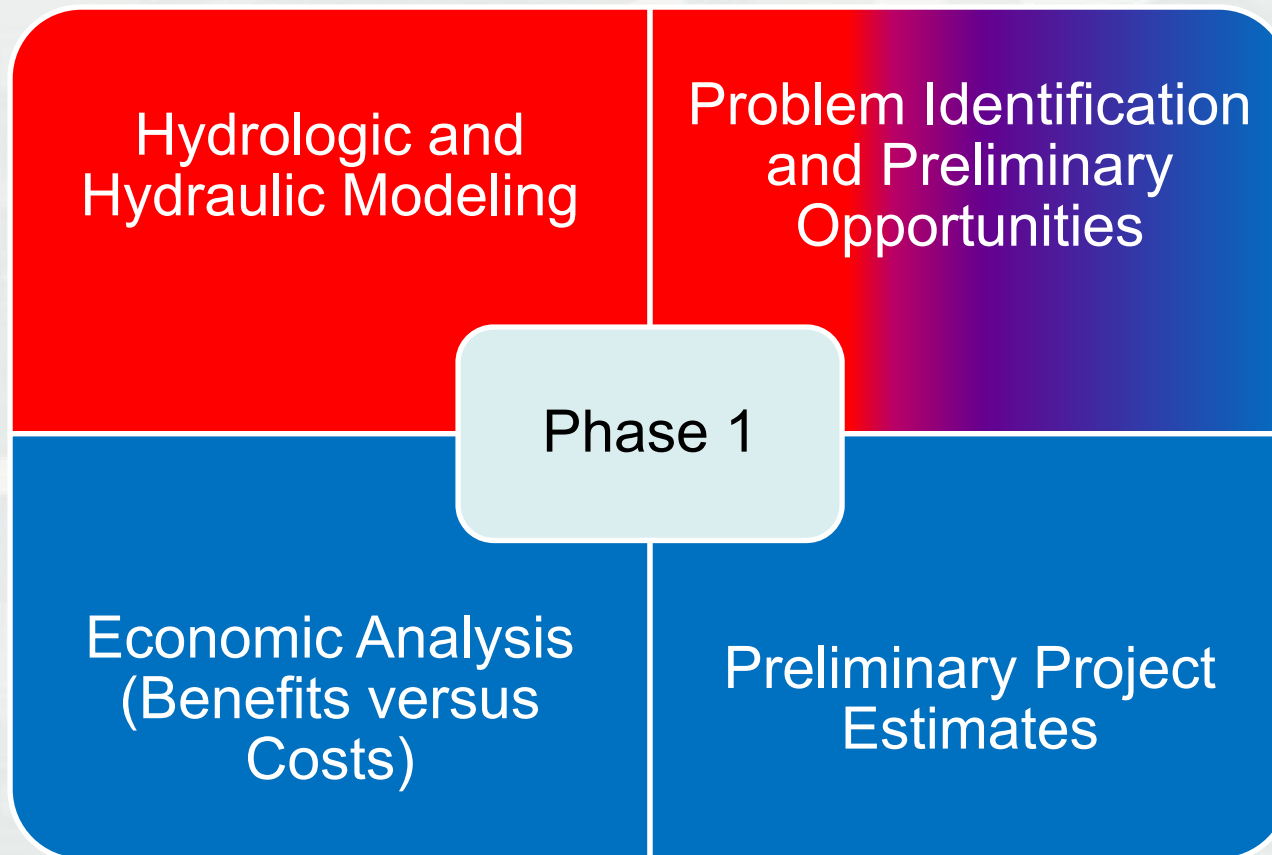 Hydrologic and
Hydraulic Modeling
Problem Identification
and Preliminary
Opportunities
Phase 1
Economic Analysis
(Benefits versus
Costs)
Preliminary Project
Estimates